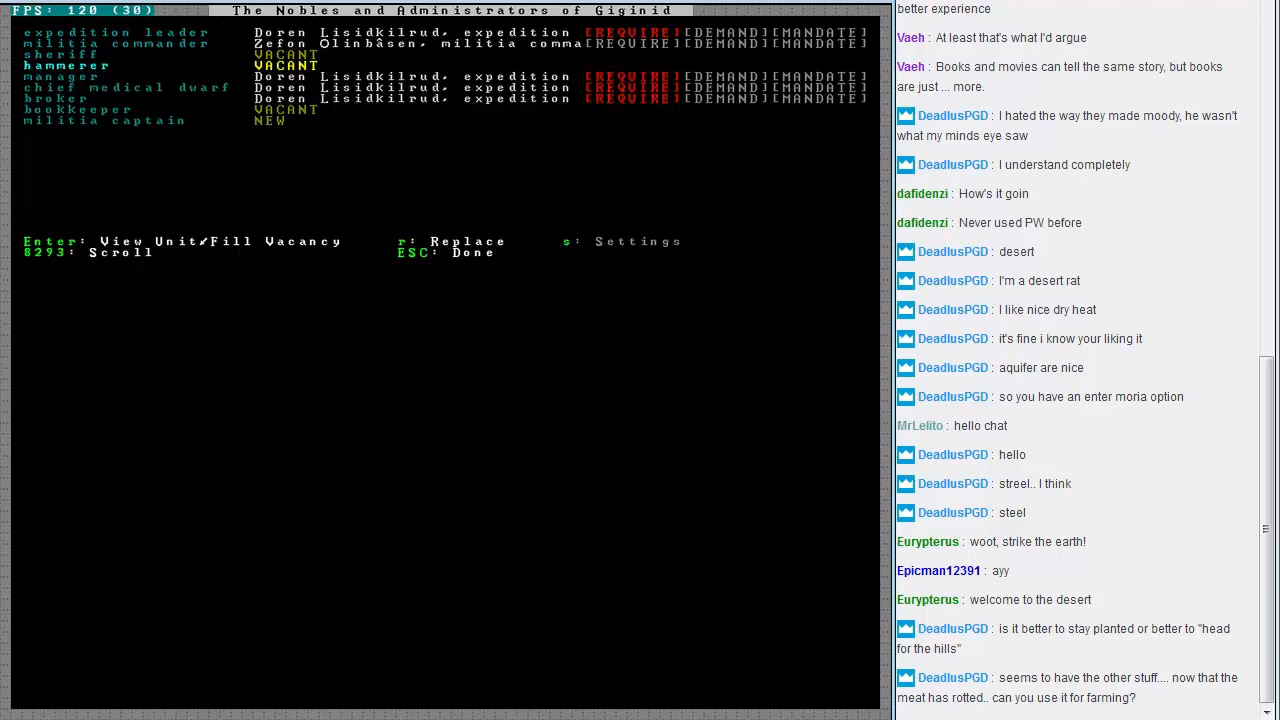 FPS: 120 (30)
The Nobles and Administrators of Giginid
expedition leader Doren Lisidkilrud, expedition [REQUIRE][DEMAND][MANDATE]
militia commander Zefon Olinbåsen, militia comma[REQUIRE][DEMAND][MANDATE]
sheriff VACANT
hammerer VACANT
manager Doren Lisidkilrud, expedition [REQUIRE][DEMAND][MANDATE]
chief medical dwarf Doren Lisidkilrud, expedition [REQUIRE][DEMAND][MANDATE]
broker Doren Lisidkilrud, expedition [REQUIRE][DEMAND][MANDATE]
bookkeeper VACANT
militia captain NEW
Enter: View Unit/Fill Vacancy r: Replace s: Settings
8293: Scroll ESC: Done
better experience
Vaeh : At least that's what I'd argue
Vaeh : Books and movies can tell the same story, but books
are just ... more.
DeadlusPGD : I hated the way they made moody, he wasn't
what my minds eye saw
DeadlusPGD : I understand completely
dafidenzi : How's it goin
dafidenzi : Never used PW before
DeadlusPGD : desert
DeadlusPGD : I'm a desert rat
DeadlusPGD : I like nice dry heat
DeadlusPGD : it's fine i know your liking it
DeadlusPGD : aquifer are nice
DeadlusPGD : so you have an enter moria option
MrLelito : hello chat
DeadlusPGD : hello
DeadlusPGD : streel.. I think
DeadlusPGD : steel
Eurypterus : woot, strike the earth!
Epicman12391 : ayy
Eurypterus : welcome to the desert
DeadlusPGD : is it better to stay planted or better to "head
for the hills"
DeadlusPGD : seems to have the other stuff.... now that the
meat has rotted.. can you use it for farming?